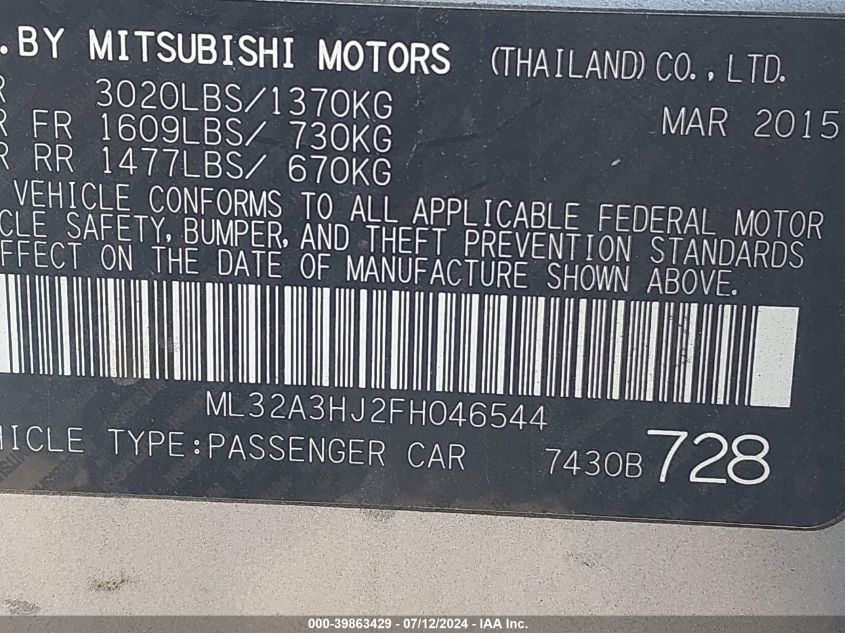 . BY MITSUBISHI MOTORS (THAILAND) CO., LTD.
R 3020LBS/1370KG MAR 2015
R FR 1609LBS/ 730KG
R RR 1477LBS/ 670KG
VEHICLE CONFORMS TO ALL APPLICABLE FEDERAL MOTOR
CLE SAFETY, BUMPER, AND THEFT PREVENTION STANDARDS
FFECT ON THE DATE OF MANUFACTURE SHOWN ABOVE.
ML32A3HJ2FH046544
HICLE TYPE:PASSENGER CAR 7430B 728
000-39863429 - 07/12/2024 - IAA Inc.